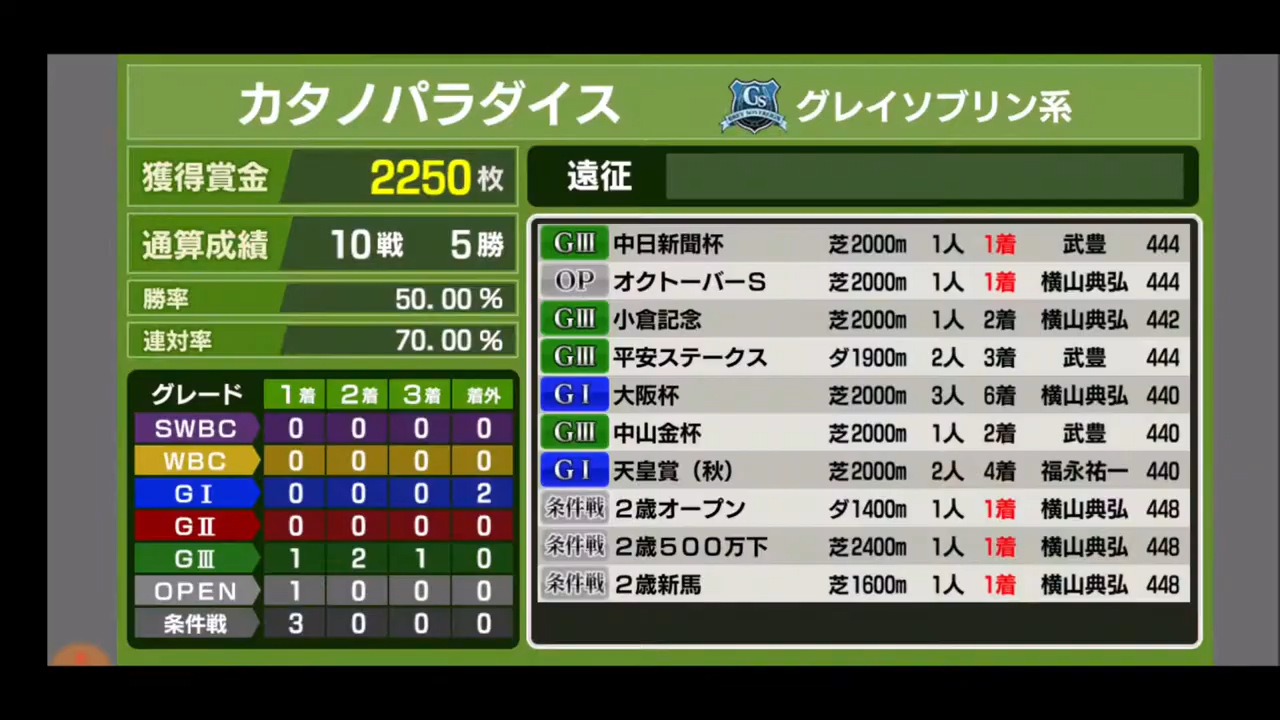 カタノパラダイス
GS
GREY SOVEREIGN
グレイソブリン系
獲得賞金 2250枚
遠征
通算成績 10戦 5勝
勝率 50.00%
連対率 70.00%
グレード 1着 2着 3着 着外
SWBC 0 0 0 0
WBC 0 0 0 0
GⅠ 0 0 0 2
GⅡ 0 0 0 0
GⅢ 1 2 1 0
OPEN 1 0 0 0
条件戦 3 0 0 0
GⅢ 中日新聞杯 芝2000m 1人 1着 武豊 444
OP オクトーバーS 芝2000m 1人 1着 横山典弘 444
GⅢ 小倉記念 芝2000m 1人 2着 横山典弘 442
GⅢ 平安ステークス ダ1900m 2人 3着 武豊 444
GⅠ 大阪杯 芝2000m 3人 6着 横山典弘 440
GⅢ 中山金杯 芝2000m 1人 2着 武豊 440
GⅠ 天皇賞（秋） 芝2000m 2人 4着 福永祐一 440
条件戦 2歳オープン ダ1400m 1人 1着 横山典弘 448
条件戦 2歳500万下 芝2400m 1人 1着 横山典弘 448
条件戦 2歳新馬 芝1600m 1人 1着 横山典弘 448